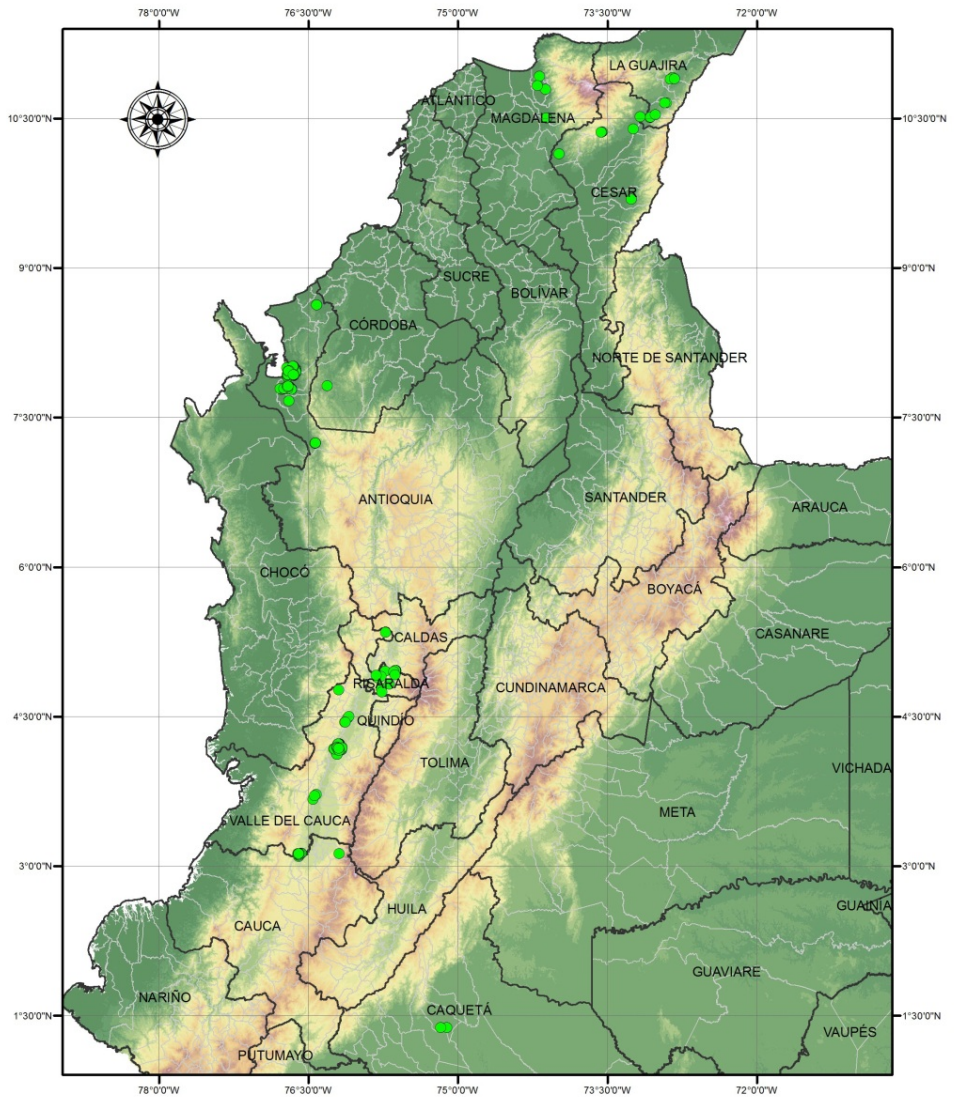 78°0'0"W 76°30'0"W 75°0'0"W 73°30'0"W 72°0'0"W
LA GUAJIRA
ATLÁNTICO
10°30'0"N MAGDALENA 10°30'0"N
CESAR
9°0'0"N SUCRE 9°0'0"N
BOLÍVAR
CÓRDOBA
NORTE DE SANTANDER
7°30'0"N 7°30'0"N
ANTIOQUIA SANTANDER
ARAUCA
6°0'0"N CHOCÓ 6°0'0"N
BOYACÁ
CALDAS CASANARE
RISARALDA CUNDINAMARCA
4°30'0"N QUINDÍO 4°30'0"N
TOLIMA VICHADA
META
VALLE DEL CAUCA
3°0'0"N 3°0'0"N
HUILA GUAINÍA
CAUCA
GUAVIARE
NARIÑO
1°30'0"N CAQUETÁ 1°30'0"N
VAUPÉS
PUTUMAYO
78°0'0"W 76°30'0"W 75°0'0"W 73°30'0"W 72°0'0"W